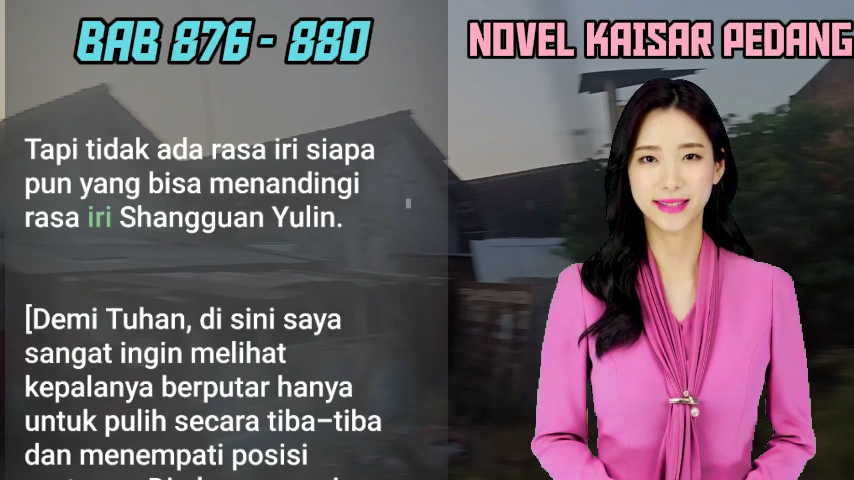 BAB 876 - 880
NOVEL KAISAR PEDANG
Tapi tidak ada rasa iri siapa
pun yang bisa menandingi
rasa iri Shangguan Yulin.
[Demi Tuhan, di sini saya
sangat ingin melihat
kepalanya berputar hanya
untuk pulih secara tiba-tiba
dan menempati posisi